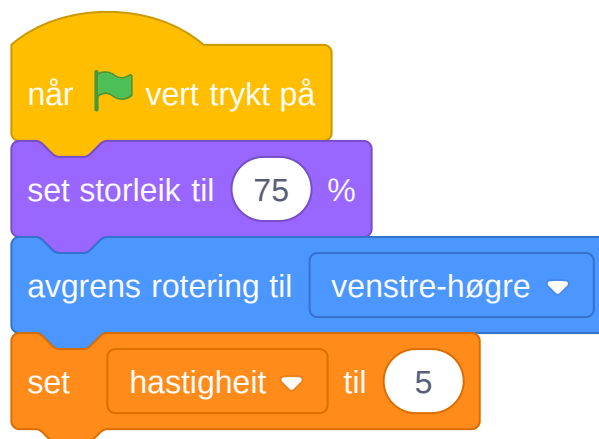 når vert trykt på
set storleik til 75 %
avgrens rotering til venstre-høgre
set hastigheit til 5